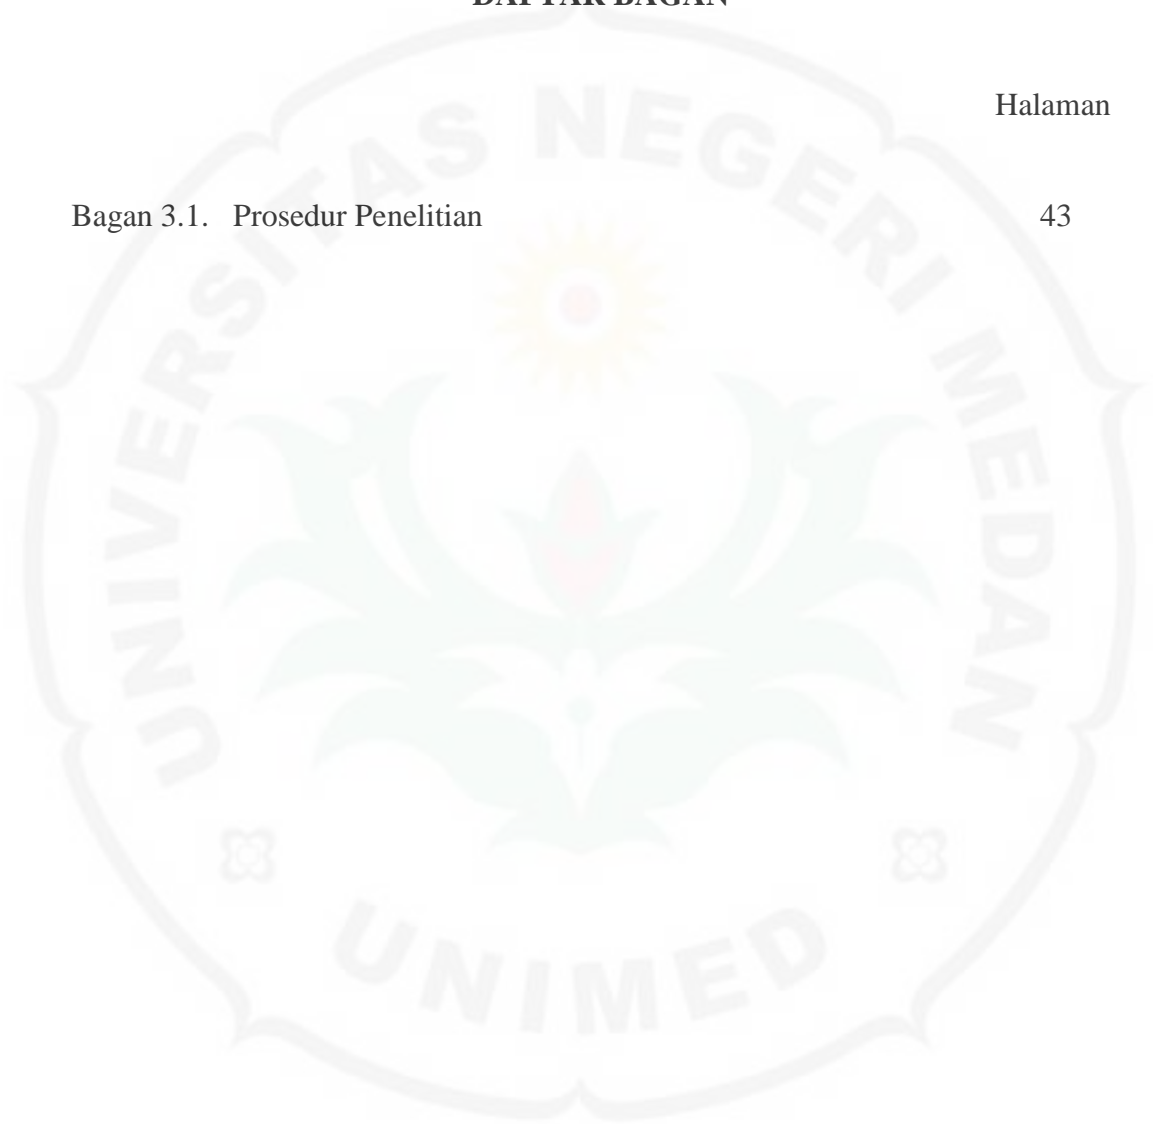 DAFTAR BAGAN
Halaman
Bagan 3.1. Prosedur Penelitian 43
UNIVERSITAS NEGERI MEDAN
UNIMED